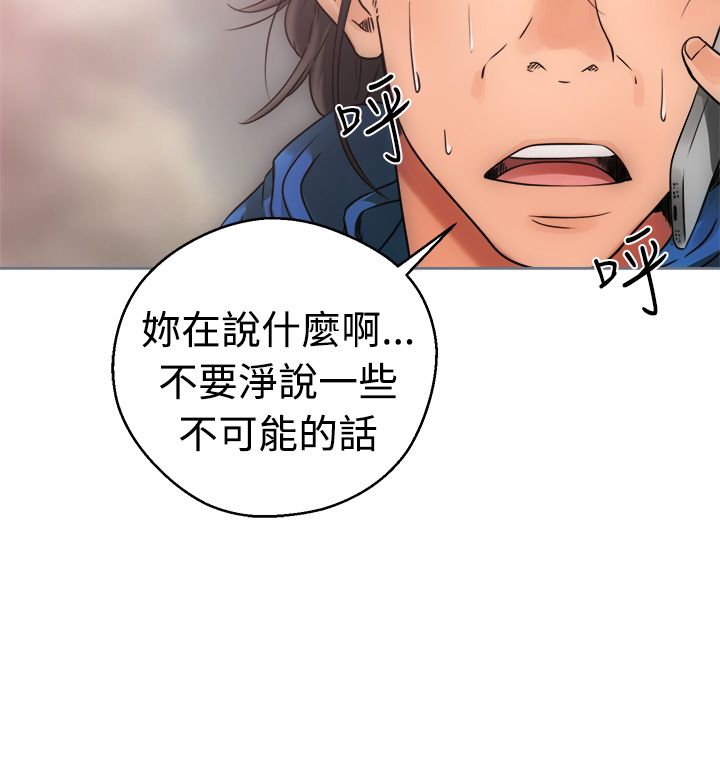 呼
呼
妳在說什麼啊…
不要淨說一些
不可能的話